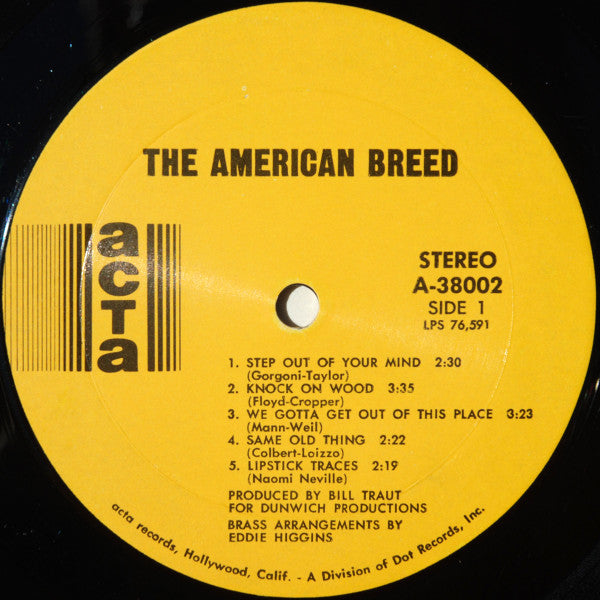 THE AMERICAN BREED
acta
STEREO
A-38002
SIDE 1
LPS 76,591
1. STEP OUT OF YOUR MIND 2:30
(Gorgoni-Taylor)
2. KNOCK ON WOOD 3:35
(Floyd-Cropper)
3. WE GOTTA GET OUT OF THIS PLACE 3:23
(Mann-Weil)
4. SAME OLD THING 2:22
(Colbert-Loizzo)
5. LIPSTICK TRACES 2:19
(Naomi Neville)
PRODUCED BY BILL TRAUT
FOR DUNWICH PRODUCTIONS
BRASS ARRANGEMENTS BY
EDDIE HIGGINS
acta records, Hollywood, Calif. - A Division of Dot Records, Inc.